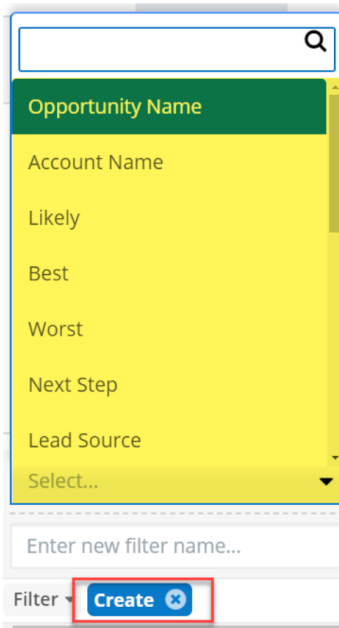 Opportunity Name
Account Name
Likely
Best
Worst
Next Step
Lead Source
Select...
Enter new filter name...
Filter Create